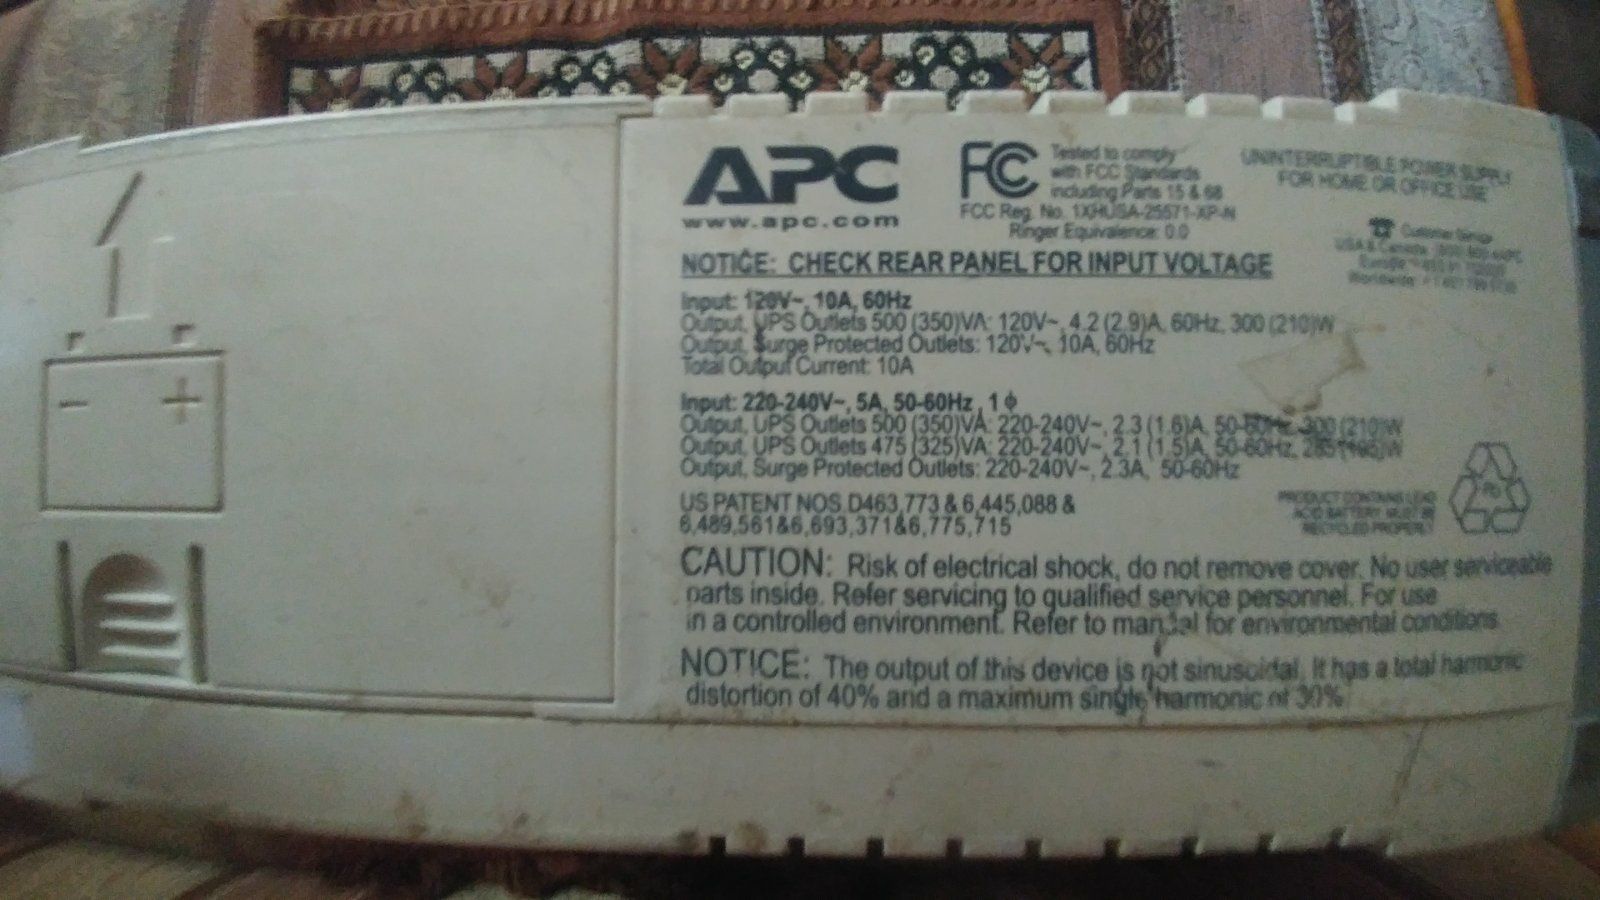 APC
www.apc.com
FC
Tested to comply
with FCC Standards
including Parts 15 & 68
FCC Reg. No. 1XHUSA-25571-XP-N
Ringer Equivalence: 0.0
UNINTERRUPTIBLE POWER SUPPLY
FOR HOME OR OFFICE USE
Customer Service
USA & Canada:
Worldwide:
NOTICE: CHECK REAR PANEL FOR INPUT VOLTAGE
Input: 120V~, 10A, 60Hz
Output, UPS Outlets 500 (350)VA: 120V~, 4.2 (2.9)A, 60Hz, 300 (210)W
Output, Surge Protected Outlets: 120V~, 10A, 60Hz
Total Output Current: 10A
Input: 220-240V~, 5A, 50-60Hz, 1 ϕ
Output, UPS Outlets 500 (350)VA: 220-240V~, 2.3 (1.6)A, 50-60Hz, 300 (210)W
Output, UPS Outlets 475 (325)VA: 220-240V~, 2.1 (1.5)A, 50-60Hz, 285 (195)W
Output, Surge Protected Outlets: 220-240V~, 2.3A, 50-60Hz
US PATENT NOS. D463,773 & 6,445,088 &
6,489,561&6,693,371&6,775,715
PRODUCT CONTAINS LEAD
ACID BATTERY. MUST BE
RECYCLED PROPERLY
Pb
CAUTION: Risk of electrical shock, do not remove cover. No user serviceable
parts inside. Refer servicing to qualified service personnel. For use
in a controlled environment. Refer to manual for environmental conditions.
NOTICE: The output of this device is not sinusoidal. It has a total harmonic
distortion of 40% and a maximum single harmonic of 30%
- +